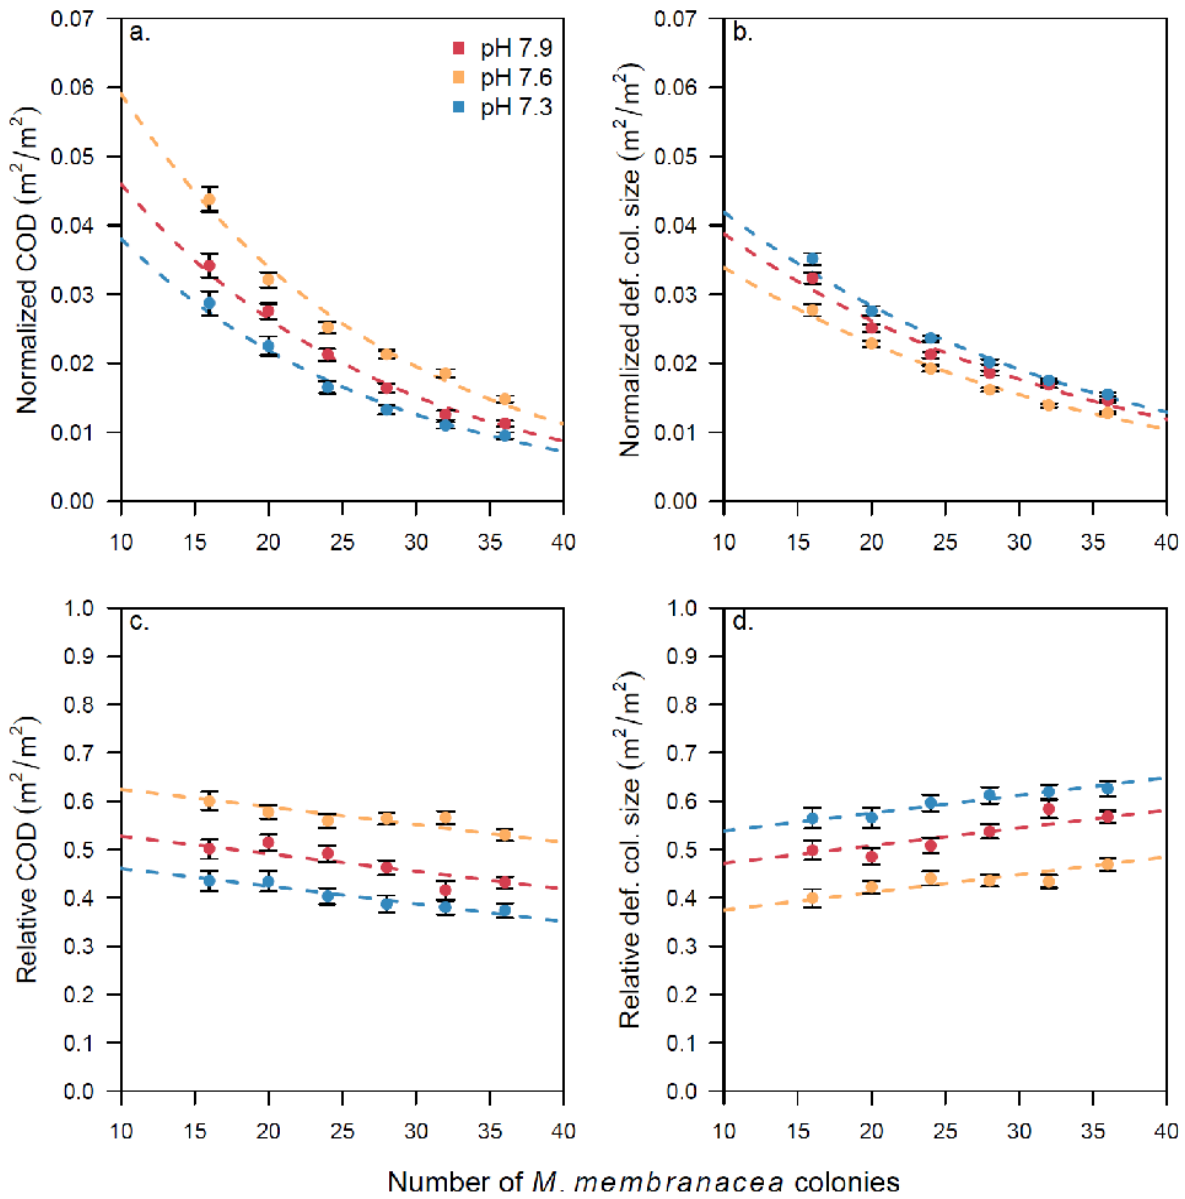 a.
pH 7.9
pH 7.6
pH 7.3
Normalized COD (m²/m²)
0.07
0.06
0.05
0.04
0.03
0.02
0.01
0.00
10 15 20 25 30 35 40
b.
Normalized def. col. size (m²/m²)
0.07
0.06
0.05
0.04
0.03
0.02
0.01
0.00
10 15 20 25 30 35 40
c.
Relative COD (m²/m²)
1.0
0.9
0.8
0.7
0.6
0.5
0.4
0.3
0.2
0.1
0.0
10 15 20 25 30 35 40
d.
Relative def. col. size (m²/m²)
1.0
0.9
0.8
0.7
0.6
0.5
0.4
0.3
0.2
0.1
0.0
10 15 20 25 30 35 40
Number of M. membranacea colonies